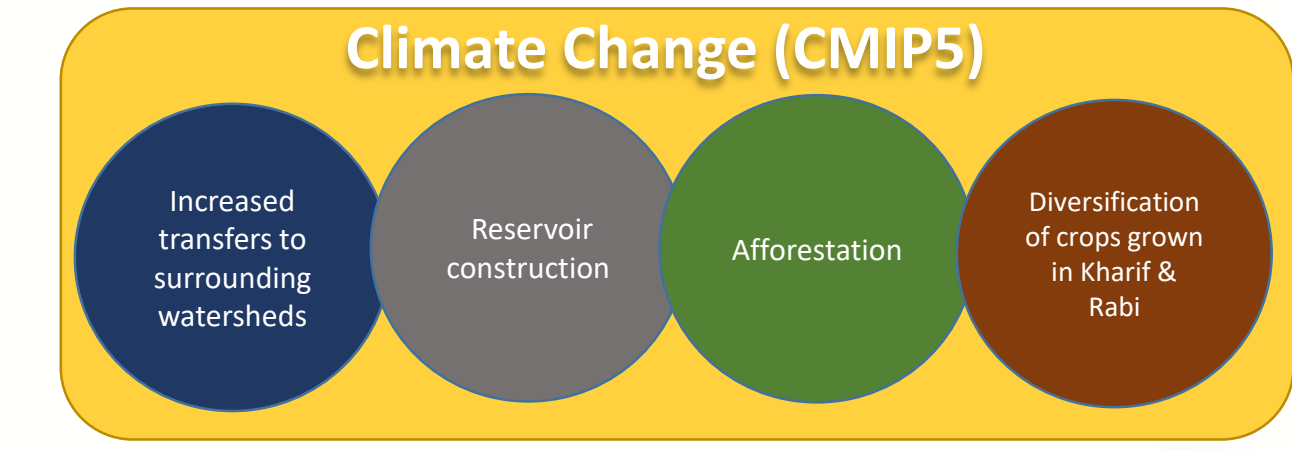 Climate Change (CMIP5)
Increased
transfers to
surrounding
watersheds
Reservoir
construction
Afforestation
Diversification
of crops grown
in Kharif &
Rabi